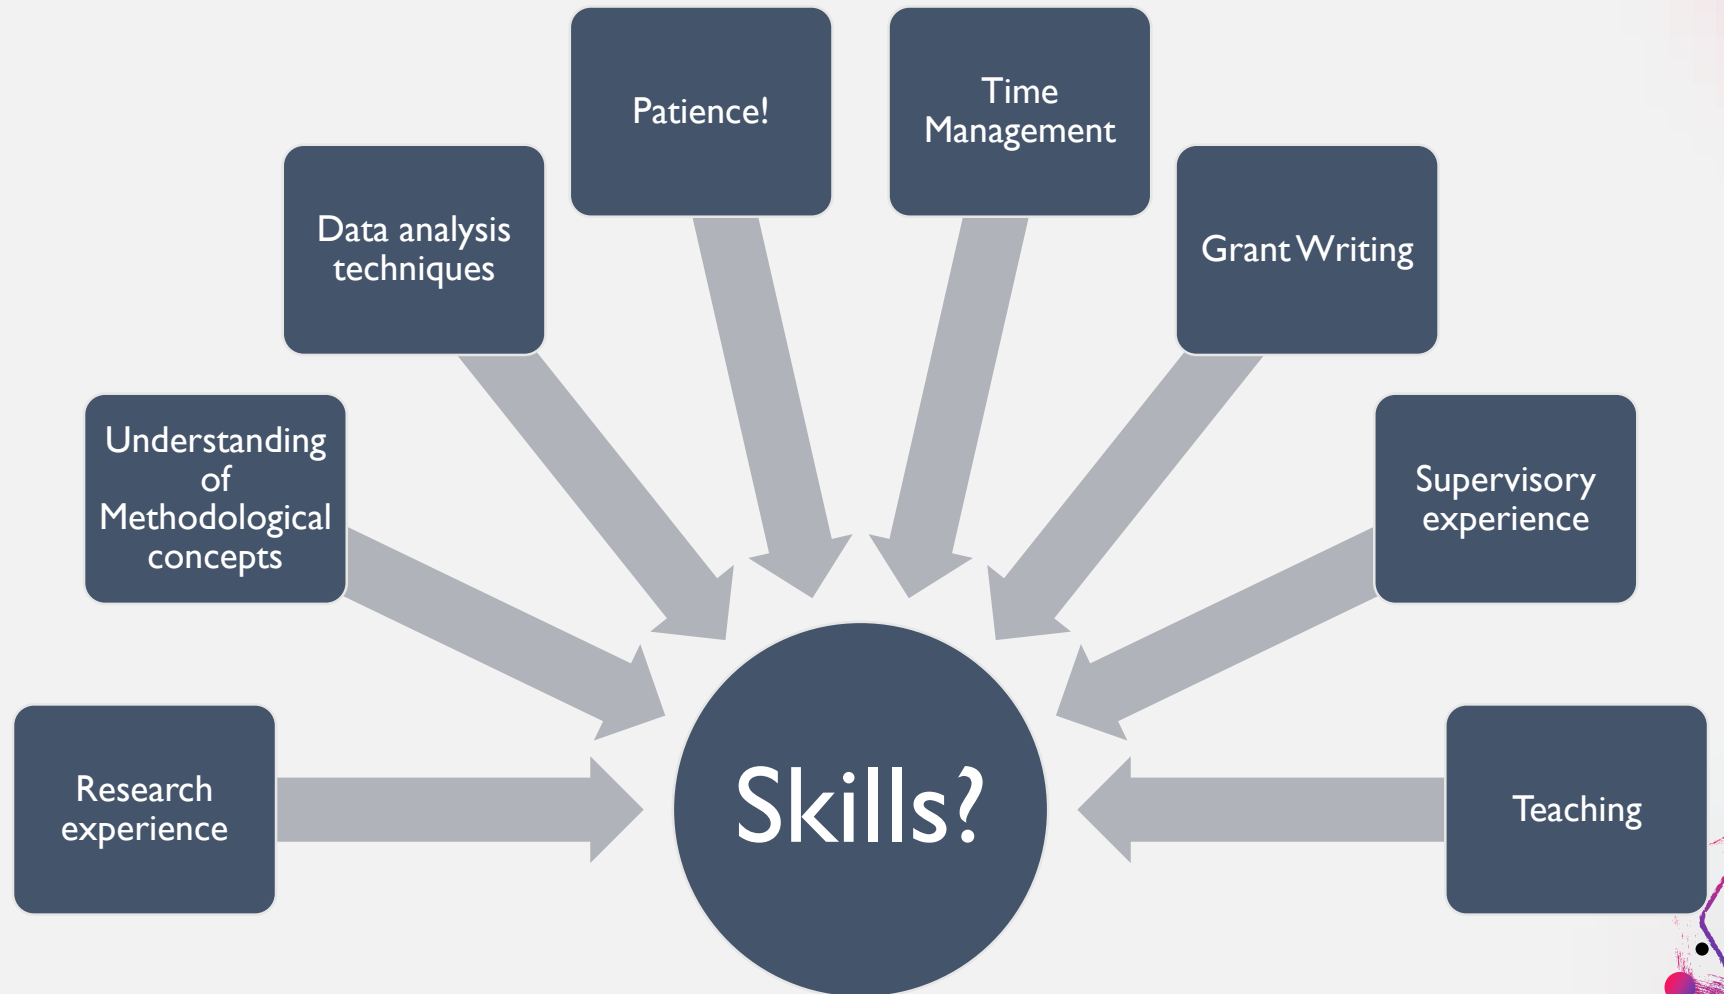 Patience!
Time
Management
Data analysis
techniques
Grant Writing
Understanding
of
Methodological
concepts
Supervisory
experience
Research
experience
Skills?
Teaching